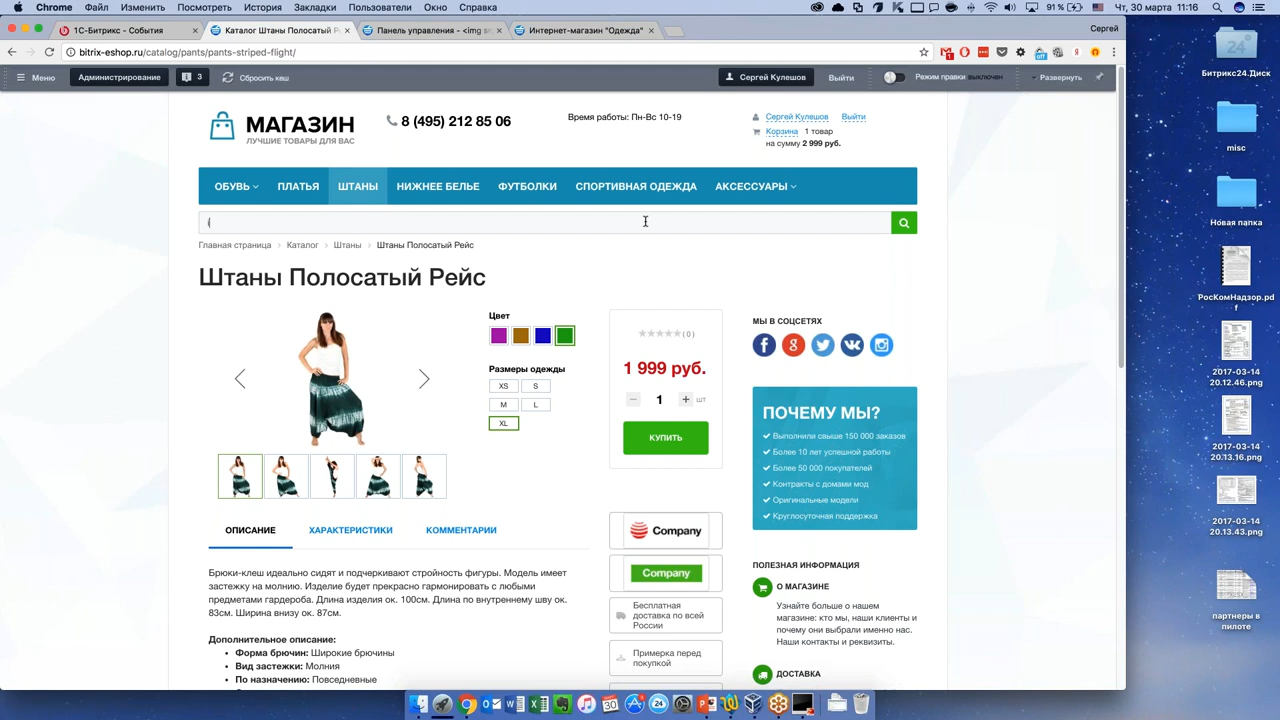 Chrome Файл Изменить Посмотреть История Закладки Пользователи Окно Справка 91% Пт, 30 июня 11:16
1С-Битрикс - События
Каталог Штаны Полосатый Р
Панель управления - <img s
Интернет-магазин "Одежда"
Сергей
bitrix-eshop.ru/catalog/pants/pants-striped-flight/
Меню Администрирование 3 Сбросить кеш Сергей Кулешов Выйти Режим правки выключен Развернуть
МАГАЗИН
ЛУЧШИЕ ТОВАРЫ ДЛЯ ВАС
8 (495) 212 85 06
Время работы: Пн-Вс 10-19
Сергей Кулешов Выйти
Корзина 1 товар
на сумму 2 999 руб.
ОБУВЬ ПЛАТЬЯ ШТАНЫ НИЖНЕЕ БЕЛЬЕ ФУТБОЛКИ СПОРТИВНАЯ ОДЕЖДА АКСЕССУАРЫ
Главная страница > Каталог > Штаны > Штаны Полосатый Рейс
Штаны Полосатый Рейс
Цвет
Размеры одежды
XS S
M L
XL
( 0 )
1 999 руб.
− 1 + шт
КУПИТЬ
МЫ В СОЦСЕТЯХ
ПОЧЕМУ МЫ?
Выполнили свыше 150 000 заказов
Более 10 лет успешной работы
Более 50 000 покупателей
Контракты с домами мод
Оригинальные модели
Круглосуточная поддержка
ОПИСАНИЕ ХАРАКТЕРИСТИКИ КОММЕНТАРИИ
Брюки-клеш идеально сидят и подчеркивают стройность фигуры. Модель имеет
застежку на молнию. Изделие будет прекрасно гармонировать с любыми
предметами гардероба. Длина изделия ок. 100см. Длина по внутреннему шву ок.
83см. Ширина внизу ок. 87см.
Дополнительное описание:
• Форма брючин: Широкие брючины
• Вид застежки: Молния
• По назначению: Повседневные
Company
Company
Бесплатная
доставка по всей
России
Примерка перед
покупкой
ПОЛЕЗНАЯ ИНФОРМАЦИЯ
О МАГАЗИНЕ
Узнайте больше о нашем
магазине: кто мы, наши клиенты и
почему они выбрали именно нас.
Наши контакты и реквизиты.
ДОСТАВКА
24
Битрикс24.Диск
misc
Новая папка
РосКомНадзор.pd
f
2017-03-14
20.12.46.png
2017-03-14
20.13.16.png
2017-03-14
20.13.43.png
партнеры в
пилоте